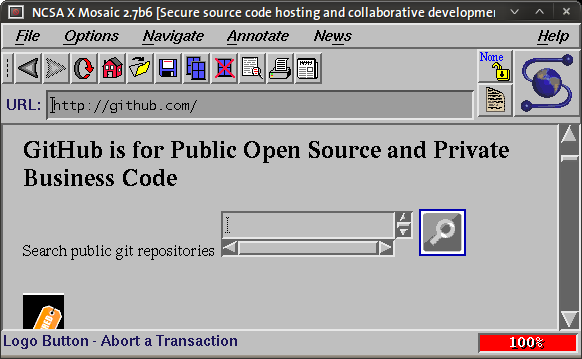 NCSA X Mosaic 2.7b6 [Secure source code hosting and collaborative developmen
File Options Navigate Annotate News Help
None
URL: http://github.com/
GitHub is for Public Open Source and Private
Business Code
Search public git repositories
Logo Button - Abort a Transaction
100%